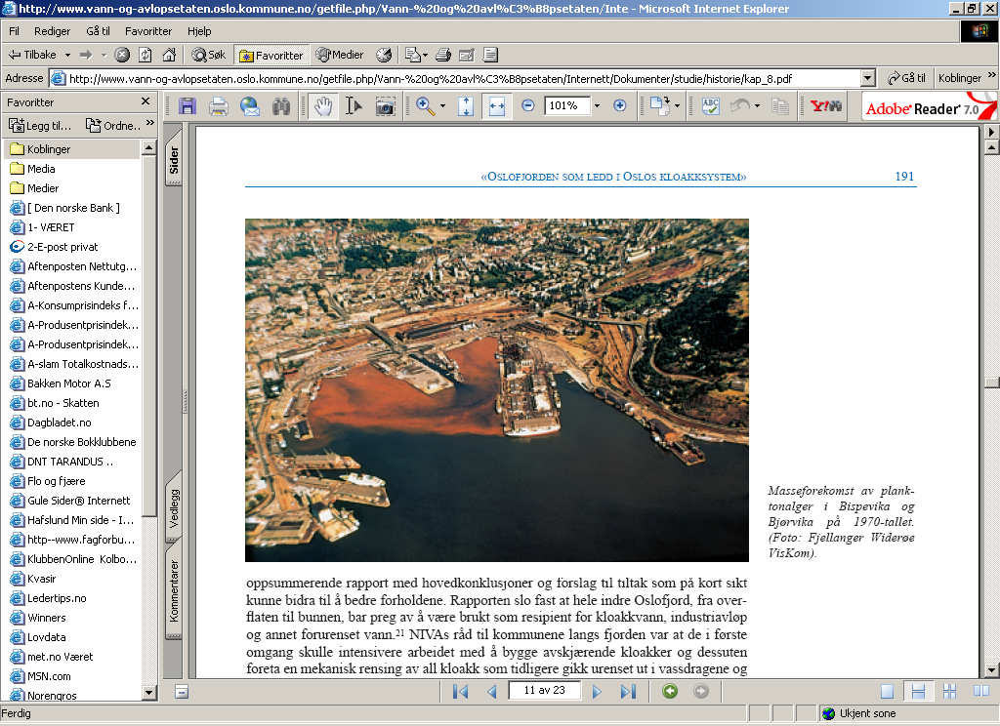 http://www.vann-og-avlopsetaten.oslo.kommune.no/getfile.php/Vann-%20og%20avl%C3%B8psetaten/Inte - Microsoft Internet Explorer
Fil Rediger Gå til Favoritter Hjelp
Tilbake Søk Favoritter Medier
Adresse http://www.vann-og-avlopsetaten.oslo.kommune.no/getfile.php/Vann-%20og%20avl%C3%B8psetaten/Internett/Dokumenter/studie/historie/kap_8.pdf Gå til Koblinger »
Favoritter
Legg til... Ordne.. »
Koblinger
Media
Medier
[ Den norske Bank ]
1- VÆRET
2-E-post privat
Aftenposten Nettutg...
Aftenpostens Kunde...
A-Konsumprisindeks f...
A-Produsentprisindek...
A-Produsentprisindek...
A-slam Totalkostnads...
Bakken Motor A.S
bt.no - Skatten
Dagbladet.no
De norske Bokklubbene
DNT TARANDUS ..
Flo og fjære
Gule Sider® Internett
Hafslund Min side - I...
http--www.fagforbu...
KlubbenOnline Kolbo...
Kvasir
Ledertips.no
Winners
Lovdata
met.no Været
MSN.com
Norengros
101%
ABC
Y!
Adobe® Reader 7.0
Sider
Vedlegg
Kommentarer
«OSLOFJORDEN SOM LEDD I OSLOS KLOAKKSYSTEM» 191
Masseforekomst av plank-
tonalger i Bispevika og
Bjørvika på 1970-tallet.
(Foto: Fjellanger Widerøe
VisKom).
oppsummerende rapport med hovedkonklusjoner og forslag til tiltak som på kort sikt
kunne bidra til å bedre forholdene. Rapporten slo fast at hele indre Oslofjord, fra over-
flaten til bunnen, bar preg av å være brukt som resipient for kloakkvann, industriavløp
og annet forurenset vann.21 NIVAs råd til kommunene langs fjorden var at de i første
omgang skulle intensivere arbeidet med å bygge avskjærende kloakker og dessuten
foreta en mekanisk rensing av all kloakk som tidligere gikk urenset ut i vassdragene og
11 av 23
Ferdig Ukjent sone